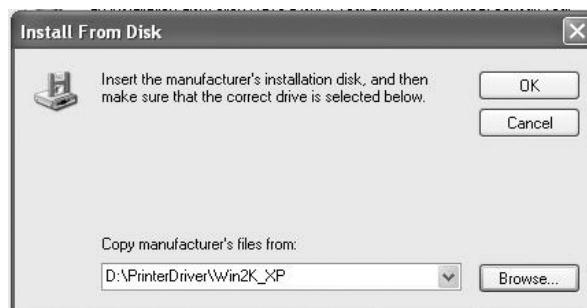 Install From Disk
Insert the manufacturer's installation disk, and then
make sure that the correct drive is selected below.
OK
Cancel
Copy manufacturer's files from:
D:\PrinterDriver\Win2K_XP
Browse...